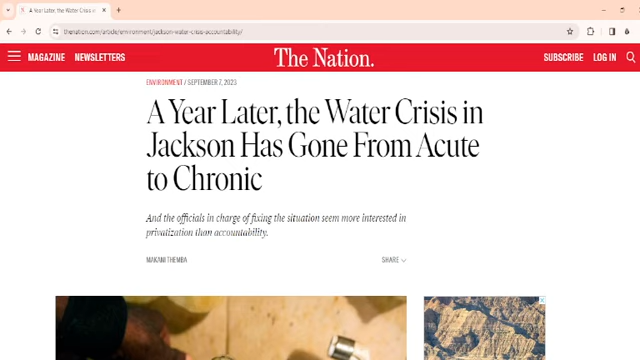 A Year Later, the Water Crisis in
thenation.com/article/environment/jackson-water-crisis-accountability/
MAGAZINE NEWSLETTERS The Nation. SUBSCRIBE LOG IN
ENVIRONMENT / SEPTEMBER 7, 2023
A Year Later, the Water Crisis in
Jackson Has Gone From Acute
to Chronic
And the officials in charge of fixing the situation seem more interested in
privatization than accountability.
MAKANI THEMBA SHARE